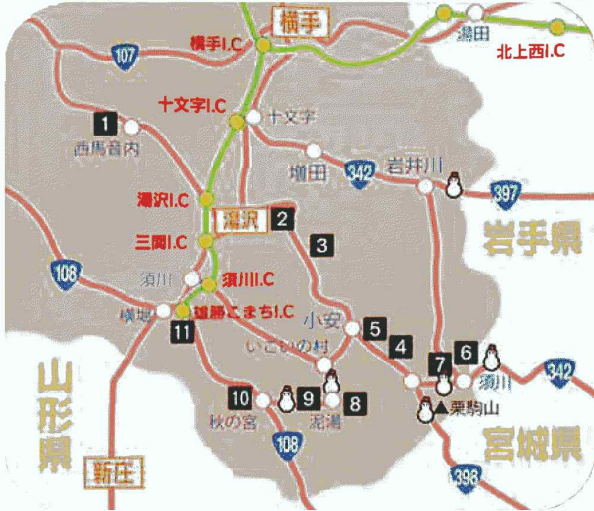 横手
湯田
横手I.C
北上西I.C
107
十文字I.C
十文字
1
西馬音内
増田
342
岩井川
397
湯沢I.C
湯沢
2
岩手県
三関I.C
3
108
須川
須川I.C
横堀
雄勝こまちI.C
小安
11
5
いこいの村
4
7
6
須川
342
山形県
10
9
8
栗駒山
秋の宮
泥湯
宮城県
108
新庄
398